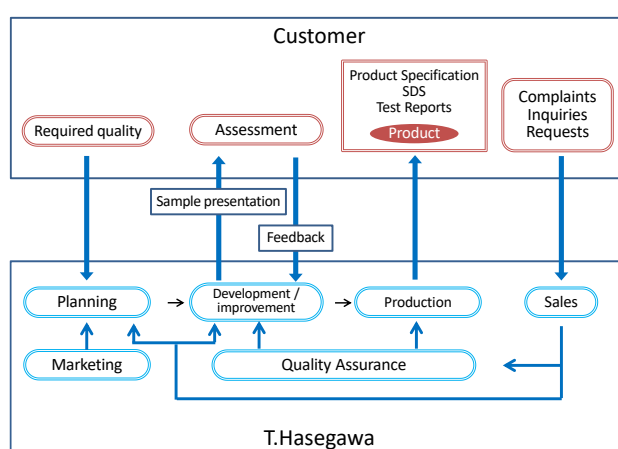 Customer
Required quality
Assessment
Product Specification
SDS
Test Reports
Product
Complaints
Inquiries
Requests
Sample presentation
Feedback
Planning
Development /
improvement
Production
Sales
Marketing
Quality Assurance
T.Hasegawa